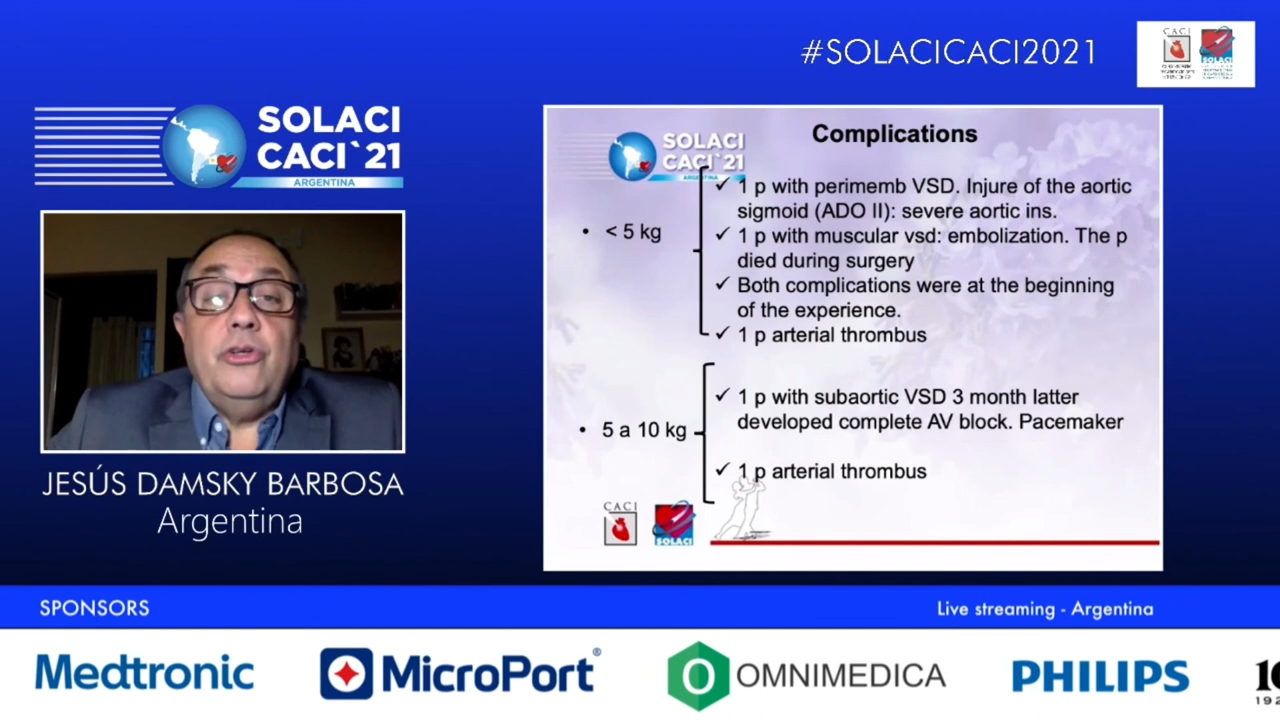 #SOLACICACI2021
CACI
SOLACI
SOLACI
CACI`21
ARGENTINA
JESÚS DAMSKY BARBOSA
Argentina
SOLACI
CACI`21
ARGENTINA
Complications
• < 5 kg
✓ 1 p with perimemb VSD. Injure of the aortic
sigmoid (ADO II): severe aortic ins.
✓ 1 p with muscular vsd: embolization. The p
died during surgery
✓ Both complications were at the beginning
of the experience.
✓ 1 p arterial thrombus
• 5 a 10 kg
✓ 1 p with subaortic VSD 3 month latter
developed complete AV block. Pacemaker
✓ 1 p arterial thrombus
CACI
SOLACI
SPONSORS
Live streaming - Argentina
Medtronic
MicroPort®
OMNIMEDICA
PHILIPS